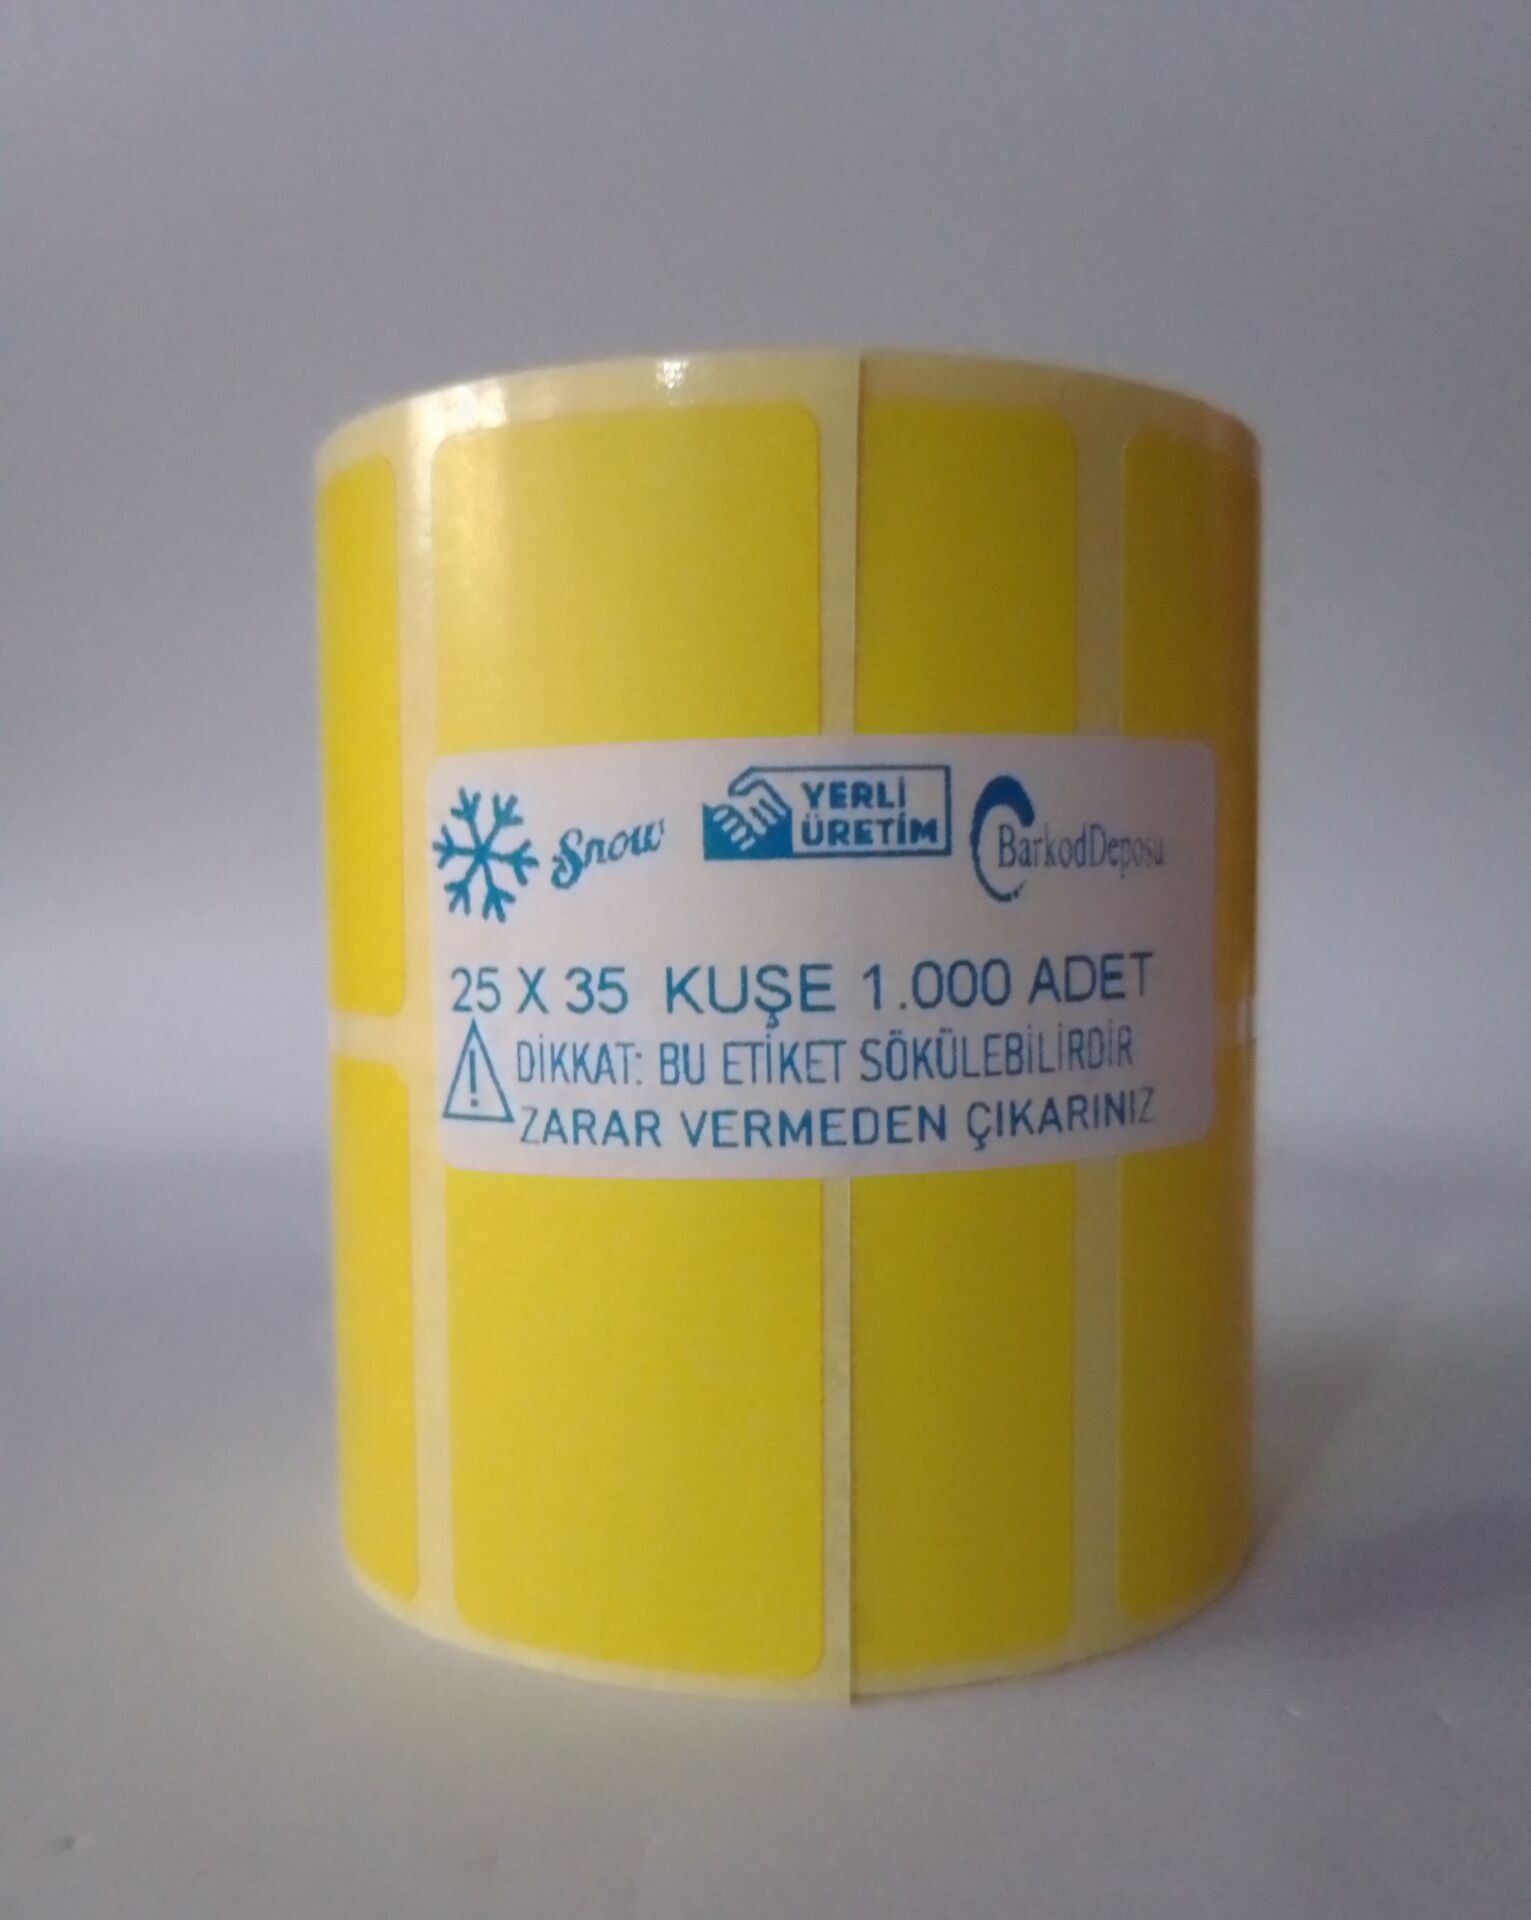 Snow
YERLİ
ÜRETİM
BarkodDeposu
25 X 35 KUŞE 1.000 ADET
DİKKAT: BU ETİKET SÖKÜLEBİLİRDİR
ZARAR VERMEDEN ÇIKARINIZ